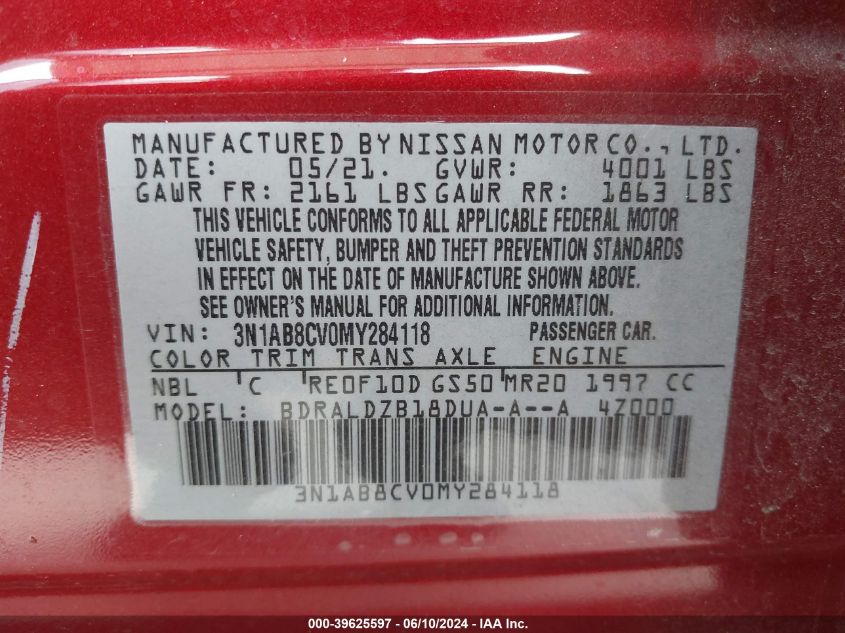 MANUFACTURED BY NISSAN MOTOR CO., LTD.
DATE: 05/21. GVWR: 4001 LBS
GAWR FR: 2161 LBS GAWR RR: 1863 LBS
THIS VEHICLE CONFORMS TO ALL APPLICABLE FEDERAL MOTOR
VEHICLE SAFETY, BUMPER AND THEFT PREVENTION STANDARDS
IN EFFECT ON THE DATE OF MANUFACTURE SHOWN ABOVE.
SEE OWNER'S MANUAL FOR ADDITIONAL INFORMATION.
VIN: 3N1AB8CV0MY284118 PASSENGER CAR.
COLOR TRIM TRANS AXLE ENGINE
NBL C RE0F10D GS50 MR20 1997 CC
MODEL: BDRALDZB18DUA-A--A 4Z000
3N1AB8CV0MY284118
000-39625597 - 06/10/2024 - IAA Inc.